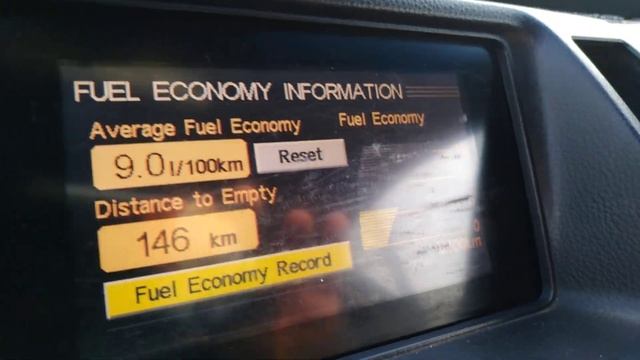 FUEL ECONOMY INFORMATION
Average Fuel Economy
Fuel Economy
9.0 l/100km
Reset
Distance to Empty
146 km
Fuel Economy Record